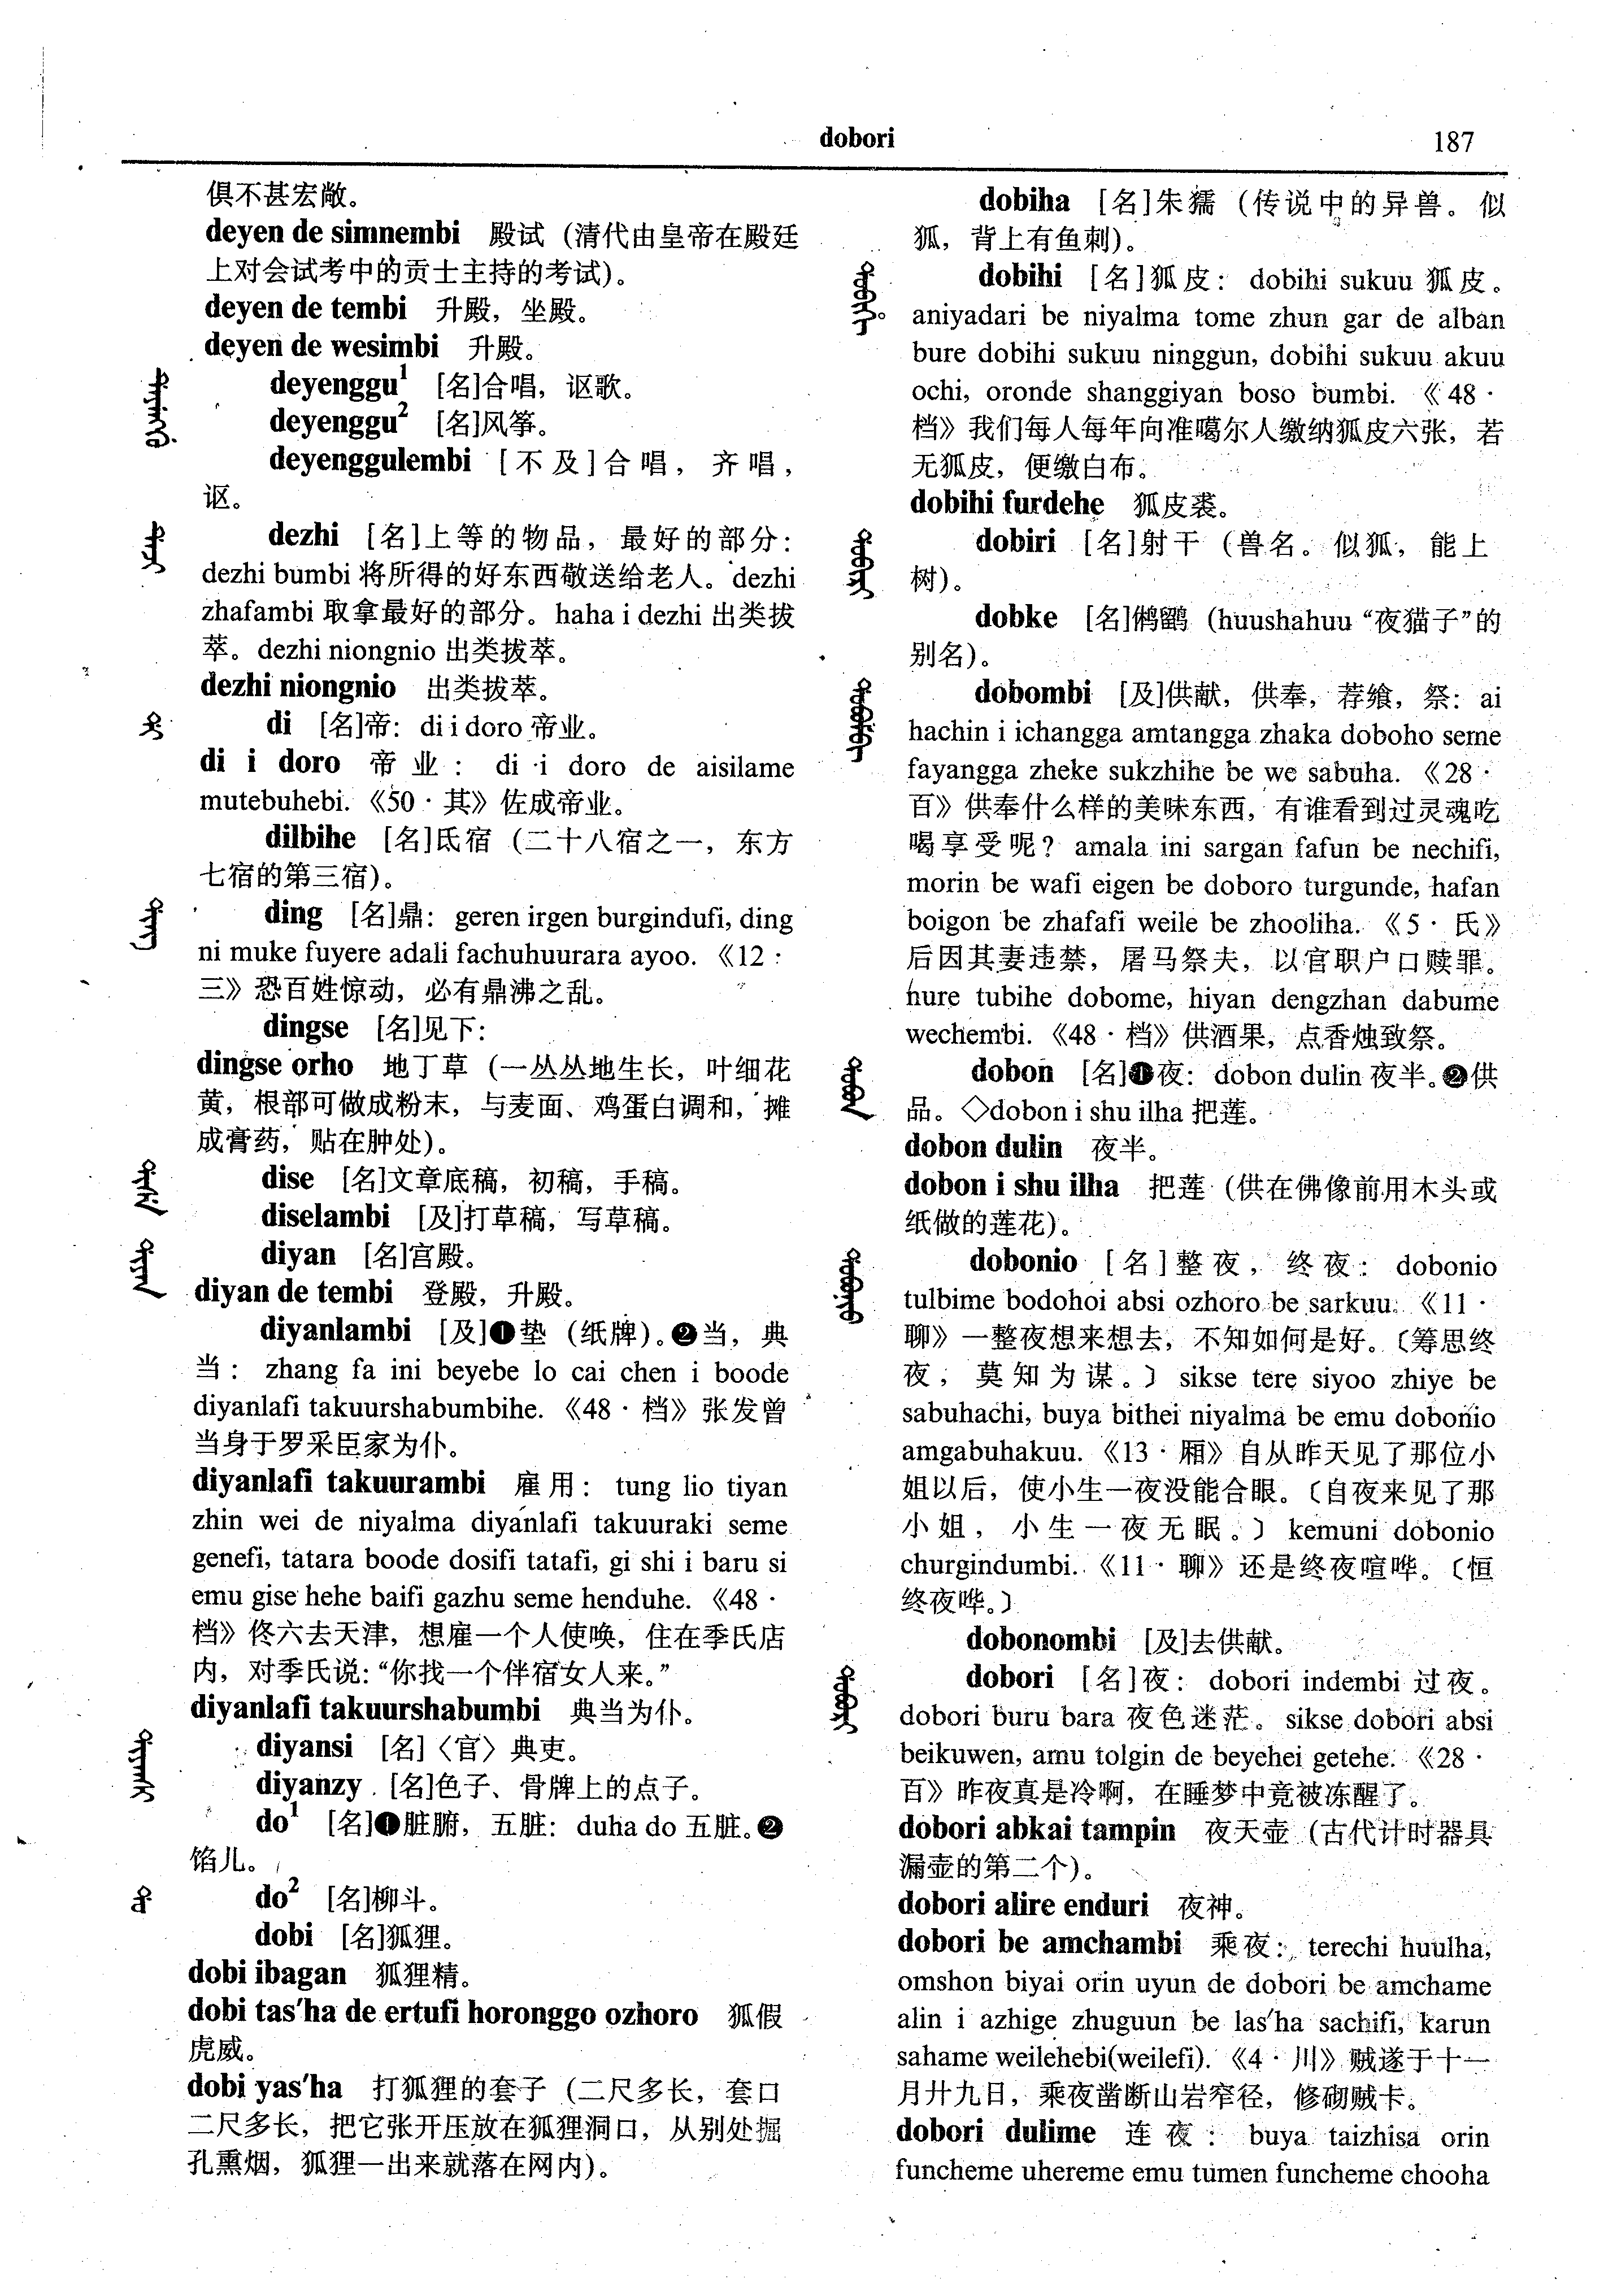 dobori
187
俱不甚宏敞。
deyen de simnembi 殿试（清代由皇帝在殿廷
上对会试考中的贡士主持的考试）。
deyen de tembi 升殿，坐殿。
deyen de wesimbi 升殿。
deyenggu¹ [名]合唱，讴歌。
deyenggu² [名]风筝。
deyenggulembi [不及]合唱，齐唱，
讴。
dezhi [名]上等的物品，最好的部分：
dezhi bumbi 将所得的好东西敬送给老人。dezhi
zhafambi 取拿最好的部分。haha i dezhi 出类拔
萃。dezhi niongnio 出类拔萃。
dezhi niongnio 出类拔萃。
di [名]帝：di i doro 帝业。
di i doro 帝业：di i doro de aisilame
mutebuhebi.《50·其》佐成帝业。
dilbihe [名]氐宿（二十八宿之一，东方
七宿的第三宿）。
ding [名]鼎：geren irgen burgindufi, ding
ni muke fuyere adali fachuhuurara ayoo.《12·
三》恐百姓惊动，必有鼎沸之乱。
dingse [名]见下：
dingse orho 地丁草（一丛丛地生长，叶细花
黄，根部可做成粉末，与麦面、鸡蛋白调和，摊
成膏药，贴在肿处）。
dise [名]文章底稿，初稿，手稿。
diselambi [及]打草稿，写草稿。
diyan [名]宫殿。
diyan de tembi 登殿，升殿。
diyanlambi [及]❶垫（纸牌）。❷当，典
当：zhang fa ini beyebe lo cai chen i boode
diyanlafi takuurshabumbihe.《48·档》张发曾
当身于罗采臣家为仆。
diyanlafi takuurambi 雇用：tung lio tiyan
zhin wei de niyalma diyanlafi takuuraki seme
genefi, tatara boode dosifi tatafi, gi shi i baru si
emu gise hehe baifi gazhu seme henduhe.《48·
档》佟六去天津，想雇一个人使唤，住在季氏店
内，对季氏说：“你找一个伴宿女人来。”
diyanlafi takuurshabumbi 典当为仆。
diyansi [名]〈官〉典吏。
diyanzy [名]色子、骨牌上的点子。
do¹ [名]❶脏腑，五脏：duha do 五脏。❷
馅儿。
do² [名]柳斗。
dobi [名]狐狸。
dobi ibagan 狐狸精。
dobi tas'ha de ertufi horonggo ozhoro 狐假
虎威。
dobi yas'ha 打狐狸的套子（二尺多长，套口
二尺多长，把它张开压放在狐狸洞口，从别处掘
孔熏烟，狐狸一出来就落在网内）。
dobiha [名]朱獳（传说中的异兽。似
狐，背上有鱼刺）。
dobihi [名]狐皮：dobihi sukuu 狐皮。
aniyadari be niyalma tome zhun gar de alban
bure dobihi sukuu ninggun, dobihi sukuu akuu
ochi, oronde shanggiyan boso bumbi.《48·
档》我们每人每年向准噶尔人缴纳狐皮六张，若
无狐皮，便缴白布。
dobihi furdehe 狐皮裘。
dobiri [名]射干（兽名。似狐，能上
树）。
dobke [名]鸺鹠（huushahuu “夜猫子”的
别名）。
dobombi [及]供献，供奉，荐飨，祭：ai
hachin i ichangga amtangga zhaka doboho seme
fayangga zheke sukzhihe be we sabuha.《28·
百》供奉什么样的美味东西，有谁看到过灵魂吃
喝享受呢？amala ini sargan fafun be nechifi,
morin be wafi eigen be doboro turgunde, hafan
boigon be zhafafi weile be zhooliha.《5·氏》
后因其妻违禁，屠马祭夫，以官职户口赎罪。
hure tubihe dobome, hiyan dengzhan dabume
wechembi.《48·档》供酒果，点香烛致祭。
dobon [名]❶夜：dobon dulin 夜半。❷供
品。◇dobon i shu ilha 把莲。
dobon dulin 夜半。
dobon i shu ilha 把莲（供在佛像前用木头或
纸做的莲花）。
dobonio [名]整夜，终夜：dobonio
tulbime bodohoi absi ozhoro be sarkuu.《11·
聊》一整夜想来想去，不知如何是好。〔筹思终
夜，莫知为谋。〕sikse tere siyoo zhiye be
sabuhachi, buya bithei niyalma be emu dobonio
amgabuhakuu.《13·厢》自从昨天见了那位小
姐以后，使小生一夜没能合眼。〔自夜来见了那
小姐，小生一夜无眠。〕kemuni dobonio
churgindumbi.《11·聊》还是终夜喧哗。〔恒
终夜哗。〕
dobonombi [及]去供献。
dobori [名]夜：dobori indembi 过夜。
dobori buru bara 夜色迷茫。sikse dobori absi
beikuwen, amu tolgin de beyehei getehe.《28·
百》昨夜真是冷啊，在睡梦中竟被冻醒了。
dobori abkai tampin 夜天壶（古代计时器具
漏壶的第二个）。
dobori alire enduri 夜神。
dobori be amchambi 乘夜：terechi huulha,
omshon biyai orin uyun de dobori be amchame
alin i azhige zhuguun be las'ha sachifi, karun
sahame weilehebi(weilefi).《4·川》贼遂于十一
月廿九日，乘夜凿断山岩窄径，修砌贼卡。
dobori dulime 连夜：buya taizhisa orin
funcheme uhereme emu tumen funcheme chooha